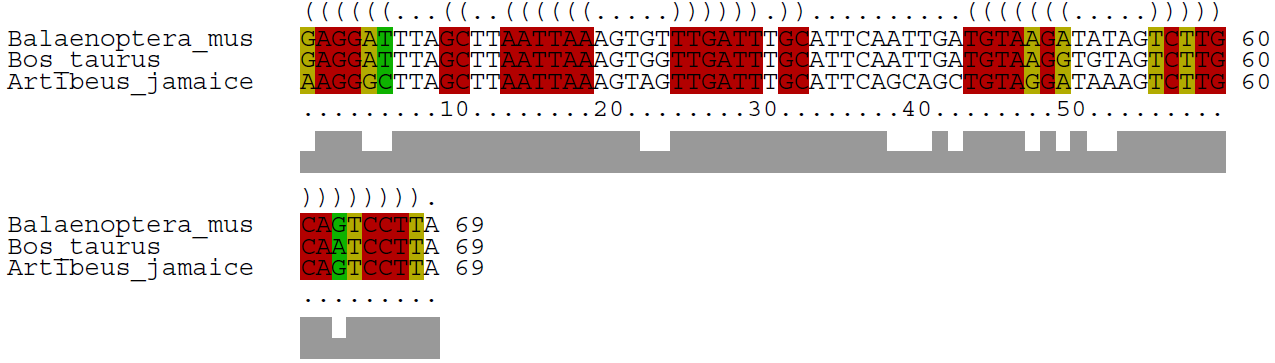 ((((((...((..((((((.....)))))).))..........(((((((.....)))))
Balaenoptera_mus GAGGATTTAGCTTAATTAAAGTGTTTGATTTGCATTCAATTGATGTAAGATATAGTCTTG 60
Bos_taurus GAGGATTTAGCTTAATTAAAGTGGTTGATTTGCATTCAATTGATGTAAGGTGTAGTCTTG 60
Artibeus_jamaice AAGGGCTTAGCTTAATTAAAGTAGTTGATTTGCATTCAGCAGCTGTAGGATAAAGTCTTG 60
.........10........20........30........40........50.........
)))))))).
Balaenoptera_mus CAGTCCTTA 69
Bos_taurus CAATCCTTA 69
Artibeus_jamaice CAGTCCTTA 69
.........